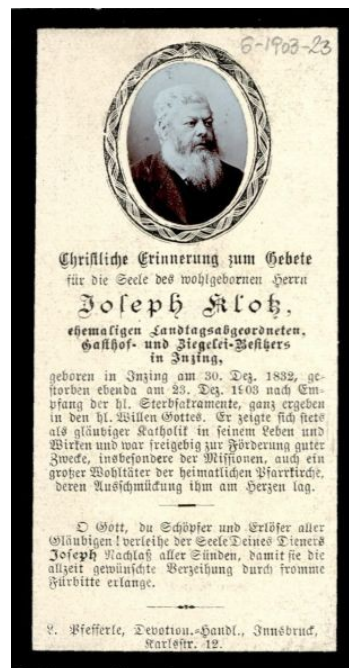 6-1903-23
Christliche Erinnerung zum Gebete
für die Seele des wohlgebornen Herrn
Joseph Klotz,
ehemaligen Landtagsabgeordneten,
Gasthof- und Ziegelei-Besitzers
in Inzing,
geboren in Inzing am 30. Dez. 1832, ge-
storben ebenda am 23. Dez. 1903 nach Em-
pfang der hl. Sterbsakramente, ganz ergeben
in den hl. Willen Gottes. Er zeigte sich stets
als gläubiger Katholik in seinem Leben und
Wirken und war freigebig zur Förderung guter
Zwecke, insbesondere der Missionen, auch ein
großer Wohltäter der heimatlichen Pfarrkirche,
deren Ausschmückung ihm am Herzen lag.
O Gott, du Schöpfer und Erlöser aller
Gläubigen! verleihe der Seele Deines Dieners
Joseph Nachlaß aller Sünden, damit sie die
allzeit gewünschte Verzeihung durch fromme
Fürbitte erlange.
L. Pfefferle, Devotion.-Handl., Innsbruck,
Karlstr. 12.